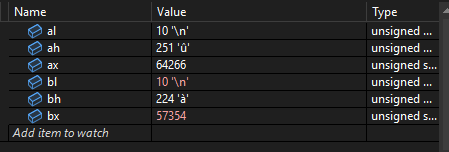 Name Value Type
al 10 '\n' unsigned ...
ah 251 'û' unsigned ...
ax 64266 unsigned s...
bl 10 '\n' unsigned ...
bh 224 'à' unsigned ...
bx 57354 unsigned s...
Add item to watch